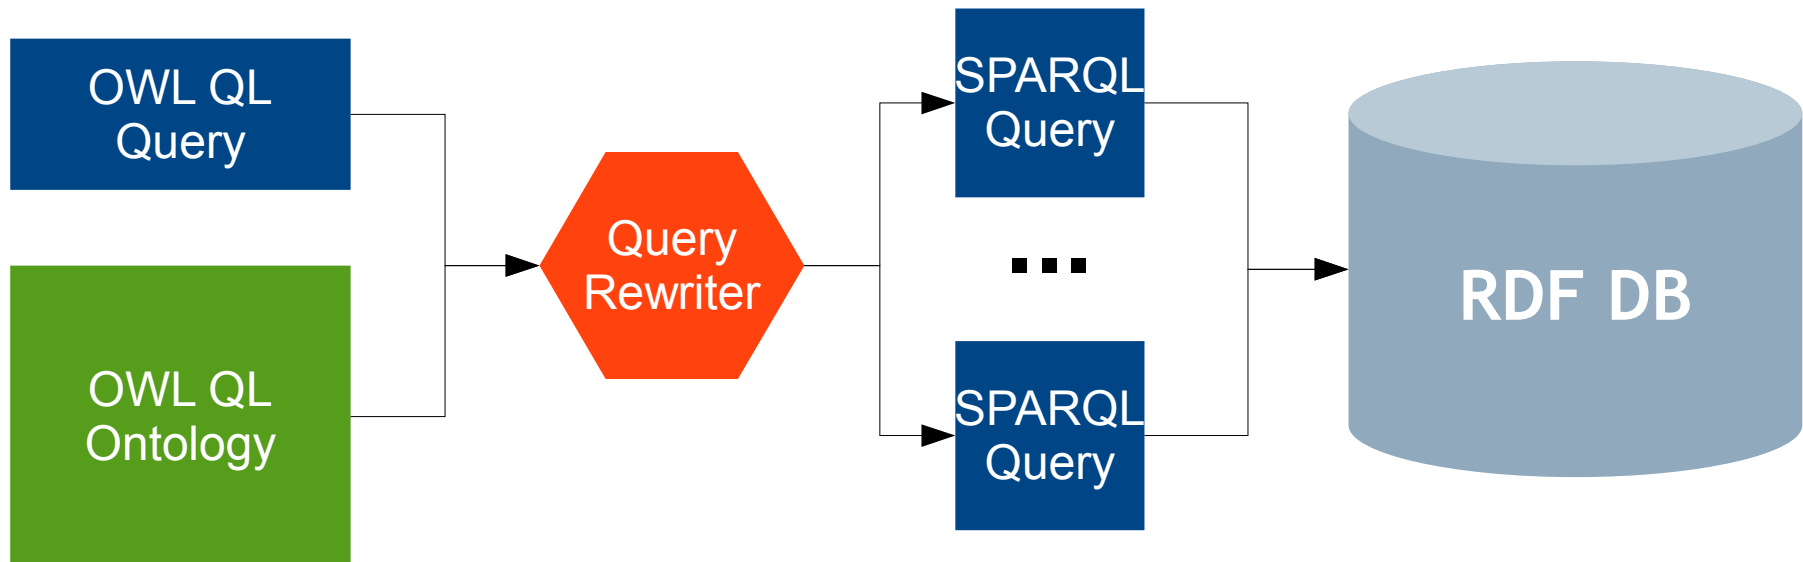 OWL QL
Query
OWL QL
Ontology
Query
Rewriter
SPARQL
Query
...
SPARQL
Query
RDF DB